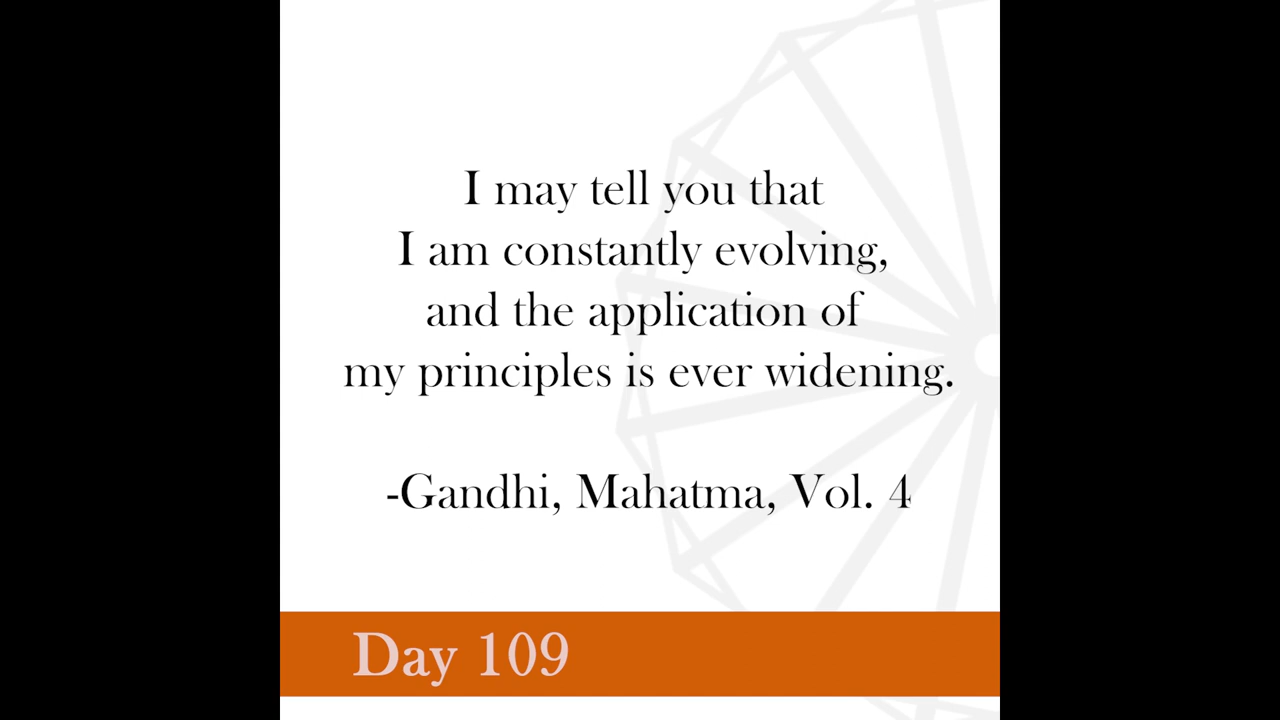 I may tell you that
I am constantly evolving,
and the application of
my principles is ever widening.
-Gandhi, Mahatma, Vol. 4
Day 109